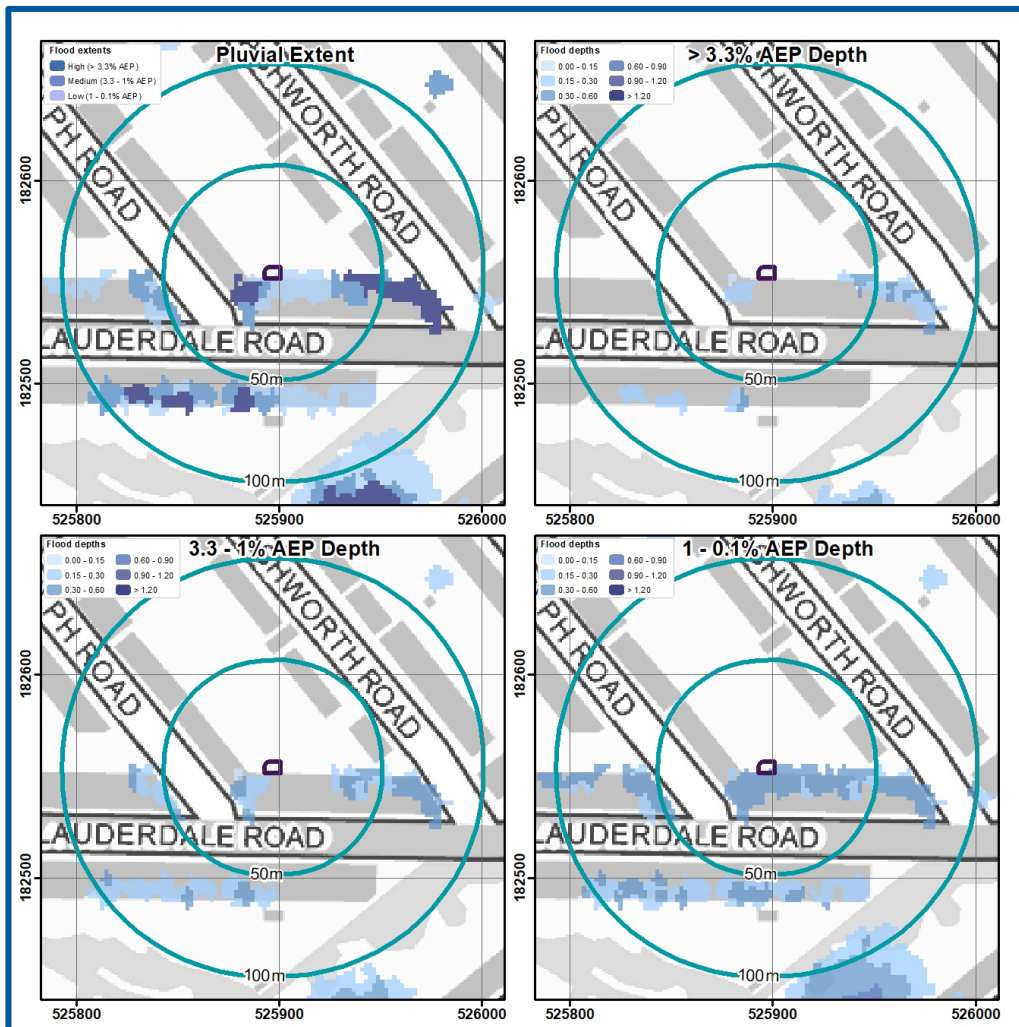 Pluvial Extent
Flood extents
High (> 3.3% AEP)
Medium (3.3 - 1% AEP)
Low (1 - 0.1% AEP)
PH ROAD
SHWORTH ROAD
LAUDERDALE ROAD
50m
100m
182600
182500
525800
525900
526000
> 3.3% AEP Depth
Flood depths
0.00 - 0.15
0.60 - 0.90
0.15 - 0.30
0.90 - 1.20
0.30 - 0.60
> 1.20
PH ROAD
SHWORTH ROAD
LAUDERDALE ROAD
50m
100m
182600
182500
525800
525900
526000
3.3 - 1% AEP Depth
Flood depths
0.00 - 0.15
0.60 - 0.90
0.15 - 0.30
0.90 - 1.20
0.30 - 0.60
> 1.20
PH ROAD
SHWORTH ROAD
LAUDERDALE ROAD
50m
100m
182600
182500
525800
525900
526000
1 - 0.1% AEP Depth
Flood depths
0.00 - 0.15
0.60 - 0.90
0.15 - 0.30
0.90 - 1.20
0.30 - 0.60
> 1.20
PH ROAD
SHWORTH ROAD
LAUDERDALE ROAD
50m
100m
182600
182500
525800
525900
526000